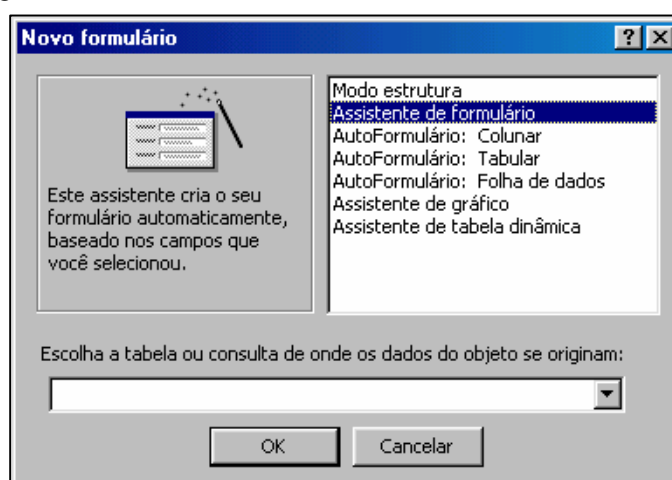 Novo formulário
Este assistente cria o seu
formulário automaticamente,
baseado nos campos que
você selecionou.
Modo estrutura
Assistente de formulário
AutoFormulário: Colunar
AutoFormulário: Tabular
AutoFormulário: Folha de dados
Assistente de gráfico
Assistente de tabela dinâmica
Escolha a tabela ou consulta de onde os dados do objeto se originam:
OK
Cancelar